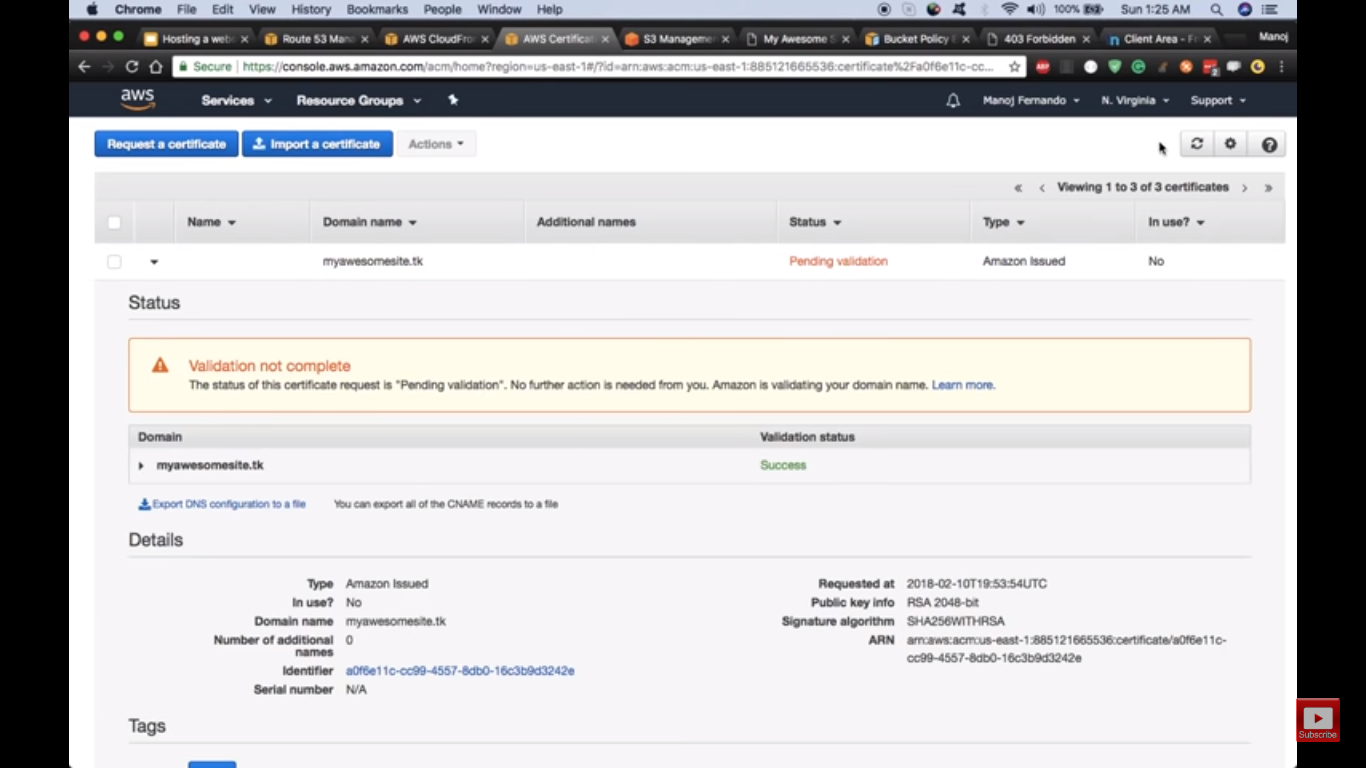 Chrome File Edit View History Bookmarks People Window Help 100% Sun 1:25 AM
Hosting a web Route 53 Man AWS CloudFro AWS Certificat S3 Manageme My Awesome S Bucket Policy 403 Forbidden Client Area - F Manoj
Secure | https://console.aws.amazon.com/acm/home?region=us-east-1#/?id=arn:aws:acm:us-east-1:885121665536:certificate%2Fa0f6e11c-cc...
aws Services Resource Groups Manoj Fernando N. Virginia Support
Request a certificate Import a certificate Actions
Viewing 1 to 3 of 3 certificates
Name Domain name Additional names Status Type In use?
myawesomesite.tk Pending validation Amazon Issued No
Status
Validation not complete
The status of this certificate request is "Pending validation". No further action is needed from you. Amazon is validating your domain name. Learn more.
Domain Validation status
myawesomesite.tk Success
Export DNS configuration to a file You can export all of the CNAME records to a file
Details
Type Amazon Issued
In use? No
Domain name myawesomesite.tk
Number of additional names 0
Identifier a0f6e11c-cc99-4557-8db0-16c3b9d3242e
Serial number N/A
Requested at 2018-02-10T19:53:54UTC
Public key info RSA 2048-bit
Signature algorithm SHA256WITHRSA
ARN arn:aws:acm:us-east-1:885121665536:certificate/a0f6e11c-
cc99-4557-8db0-16c3b9d3242e
Tags
Subscribe